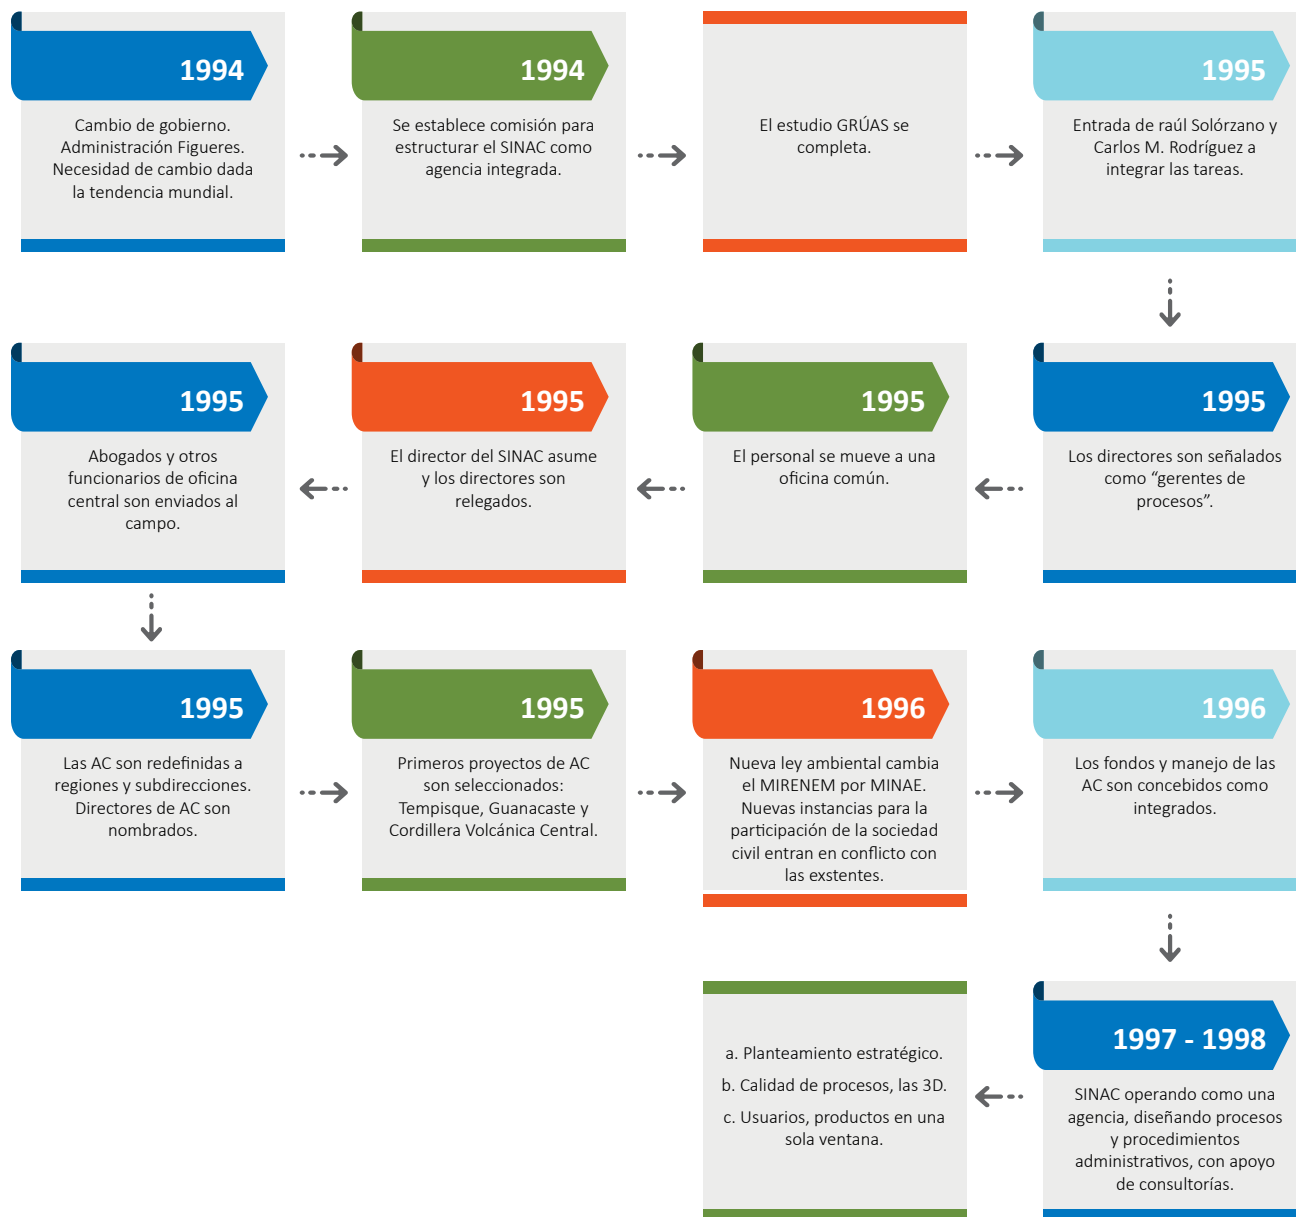 1994
Cambio de gobierno.
Administración Figueres.
Necesidad de cambio dada
la tendencia mundial.
1994
Se establece comisión para
estructurar el SINAC como
agencia integrada.
El estudio GRÚAS se
completa.
1995
Entrada de raúl Solórzano y
Carlos M. Rodríguez a
integrar las tareas.
1995
Los directores son señalados
como “gerentes de
procesos”.
1995
El personal se mueve a una
oficina común.
1995
El director del SINAC asume
y los directores son
relegados.
1995
Abogados y otros
funcionarios de oficina
central son enviados al
campo.
1995
Las AC son redefinidas a
regiones y subdirecciones.
Directores de AC son
nombrados.
1995
Primeros proyectos de AC
son seleccionados:
Tempisque, Guanacaste y
Cordillera Volcánica Central.
1996
Nueva ley ambiental cambia
el MIRENEM por MINAE.
Nuevas instancias para la
participación de la sociedad
civil entran en conflicto con
las exstentes.
1996
Los fondos y manejo de las
AC son concebidos como
integrados.
1997 - 1998
SINAC operando como una
agencia, diseñando procesos
y procedimientos
administrativos, con apoyo
de consultorías.
a. Planteamiento estratégico.
b. Calidad de procesos, las 3D.
c. Usuarios, productos en una
sola ventana.